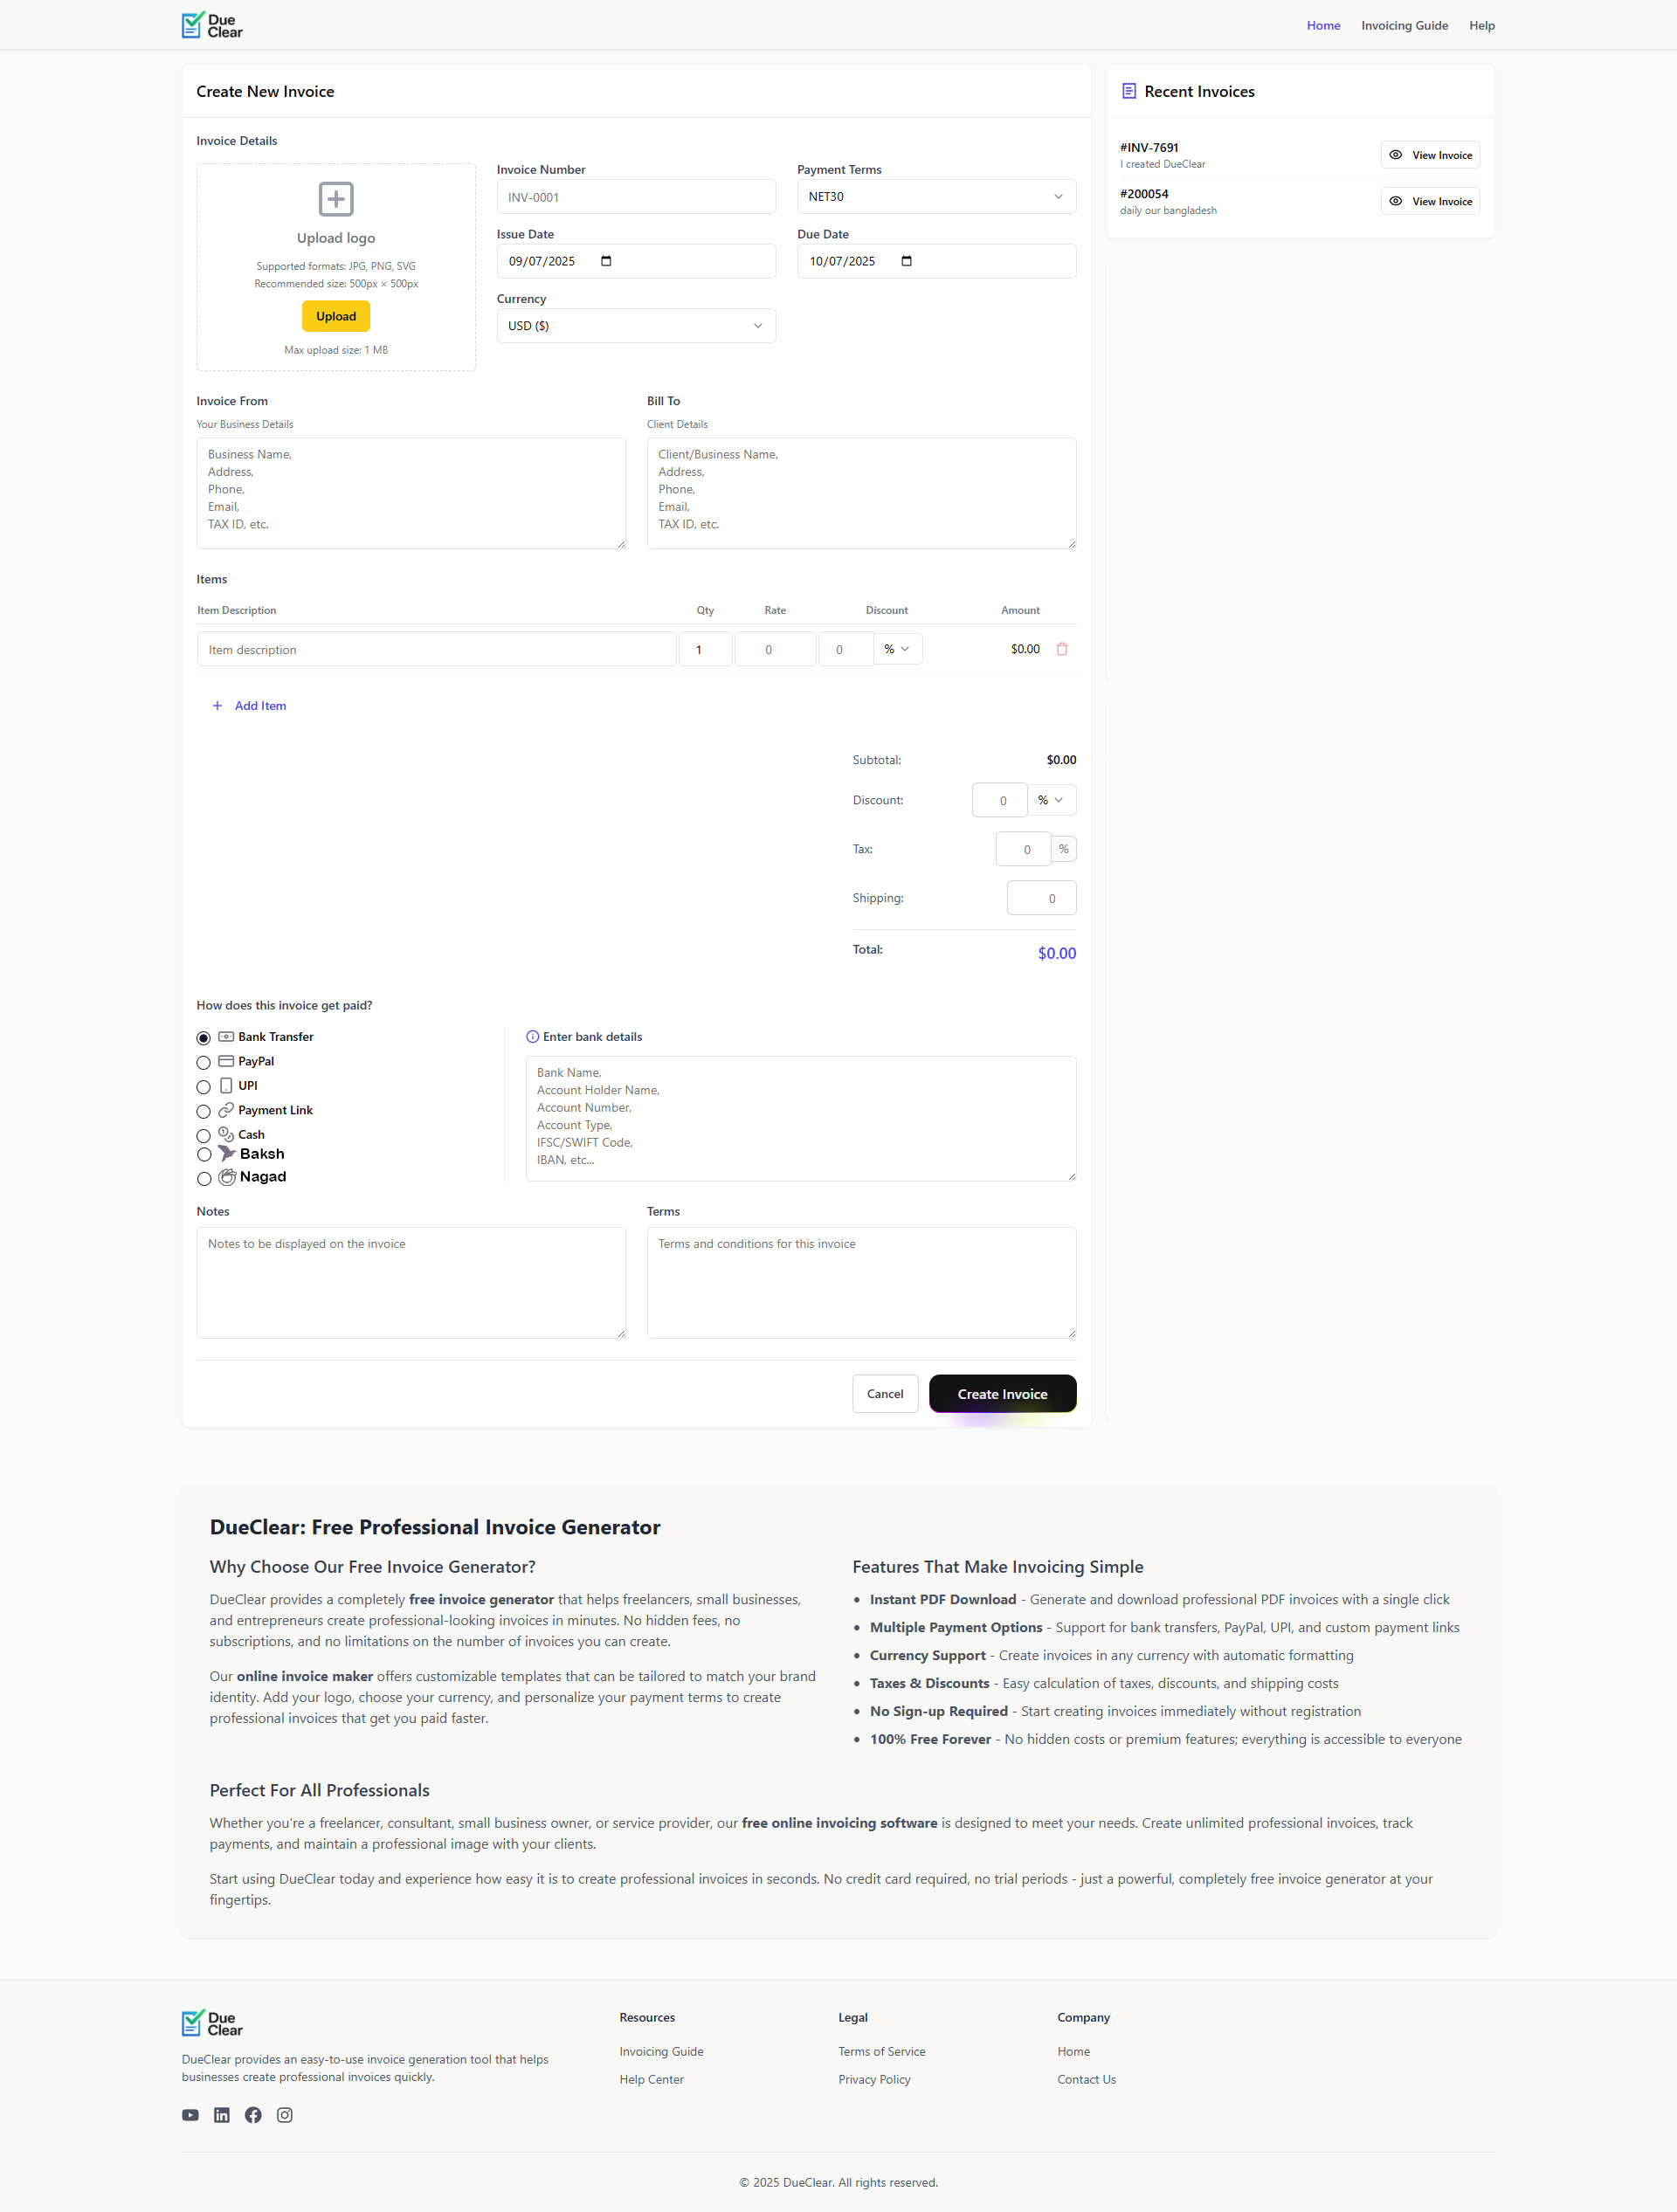 Due
Clear
Home
Invoicing Guide
Help
Create New Invoice
Invoice Details
Upload logo
Supported formats: JPG, PNG, SVG
Recommended size: 500px × 500px
Upload
Max upload size: 1 MB
Invoice Number
INV-0001
Payment Terms
NET30
Issue Date
09/07/2025
Due Date
10/07/2025
Currency
USD ($)
Invoice From
Your Business Details
Business Name,
Address,
Phone,
Email,
TAX ID, etc.
Bill To
Client Details
Client/Business Name,
Address,
Phone,
Email,
TAX ID, etc.
Items
Item Description Qty Rate Discount Amount
Item description 1 0 0 % $0.00
Add Item
Subtotal: $0.00
Discount: 0 %
Tax: 0 %
Shipping: 0
Total: $0.00
How does this invoice get paid?
Bank Transfer
PayPal
UPI
Payment Link
Cash
Baksh
Nagad
Enter bank details
Bank Name,
Account Holder Name,
Account Number,
Account Type,
IFSC/SWIFT Code,
IBAN, etc...
Notes
Notes to be displayed on the invoice
Terms
Terms and conditions for this invoice
Cancel
Create Invoice
Recent Invoices
#INV-7691
I created DueClear
View Invoice
#200054
daily our bangladesh
View Invoice
DueClear: Free Professional Invoice Generator
Why Choose Our Free Invoice Generator?
DueClear provides a completely free invoice generator that helps freelancers, small businesses,
and entrepreneurs create professional-looking invoices in minutes. No hidden fees, no
subscriptions, and no limitations on the number of invoices you can create.
Our online invoice maker offers customizable templates that can be tailored to match your brand
identity. Add your logo, choose your currency, and personalize your payment terms to create
professional invoices that get you paid faster.
Features That Make Invoicing Simple
• Instant PDF Download - Generate and download professional PDF invoices with a single click
• Multiple Payment Options - Support for bank transfers, PayPal, UPI, and custom payment links
• Currency Support - Create invoices in any currency with automatic formatting
• Taxes & Discounts - Easy calculation of taxes, discounts, and shipping costs
• No Sign-up Required - Start creating invoices immediately without registration
• 100% Free Forever - No hidden costs or premium features; everything is accessible to everyone
Perfect For All Professionals
Whether you're a freelancer, consultant, small business owner, or service provider, our free online invoicing software is designed to meet your needs. Create unlimited professional invoices, track
payments, and maintain a professional image with your clients.
Start using DueClear today and experience how easy it is to create professional invoices in seconds. No credit card required, no trial periods - just a powerful, completely free invoice generator at your
fingertips.
Due
Clear
DueClear provides an easy-to-use invoice generation tool that helps
businesses create professional invoices quickly.
Resources
Invoicing Guide
Help Center
Legal
Terms of Service
Privacy Policy
Company
Home
Contact Us
© 2025 DueClear. All rights reserved.